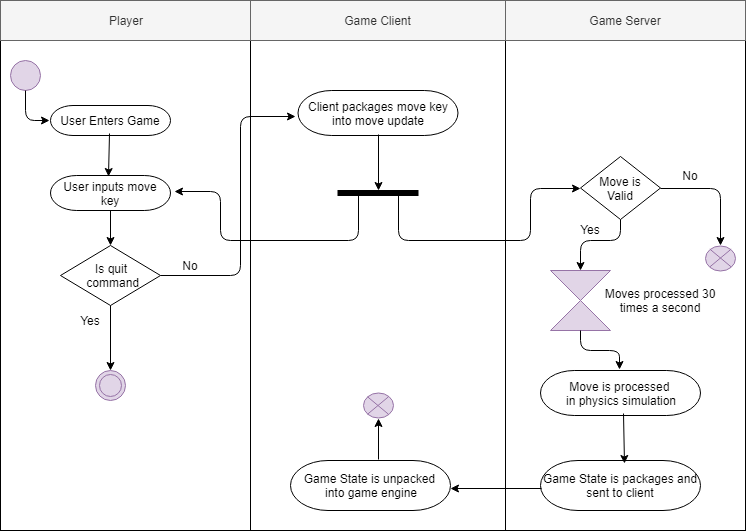 Player
Game Client
Game Server
User Enters Game
User inputs move
key
Is quit
command
No
Yes
Client packages move key
into move update
Move is
Valid
No
Yes
Moves processed 30
times a second
Move is processed
in physics simulation
Game State is packages and
sent to client
Game State is unpacked
into game engine